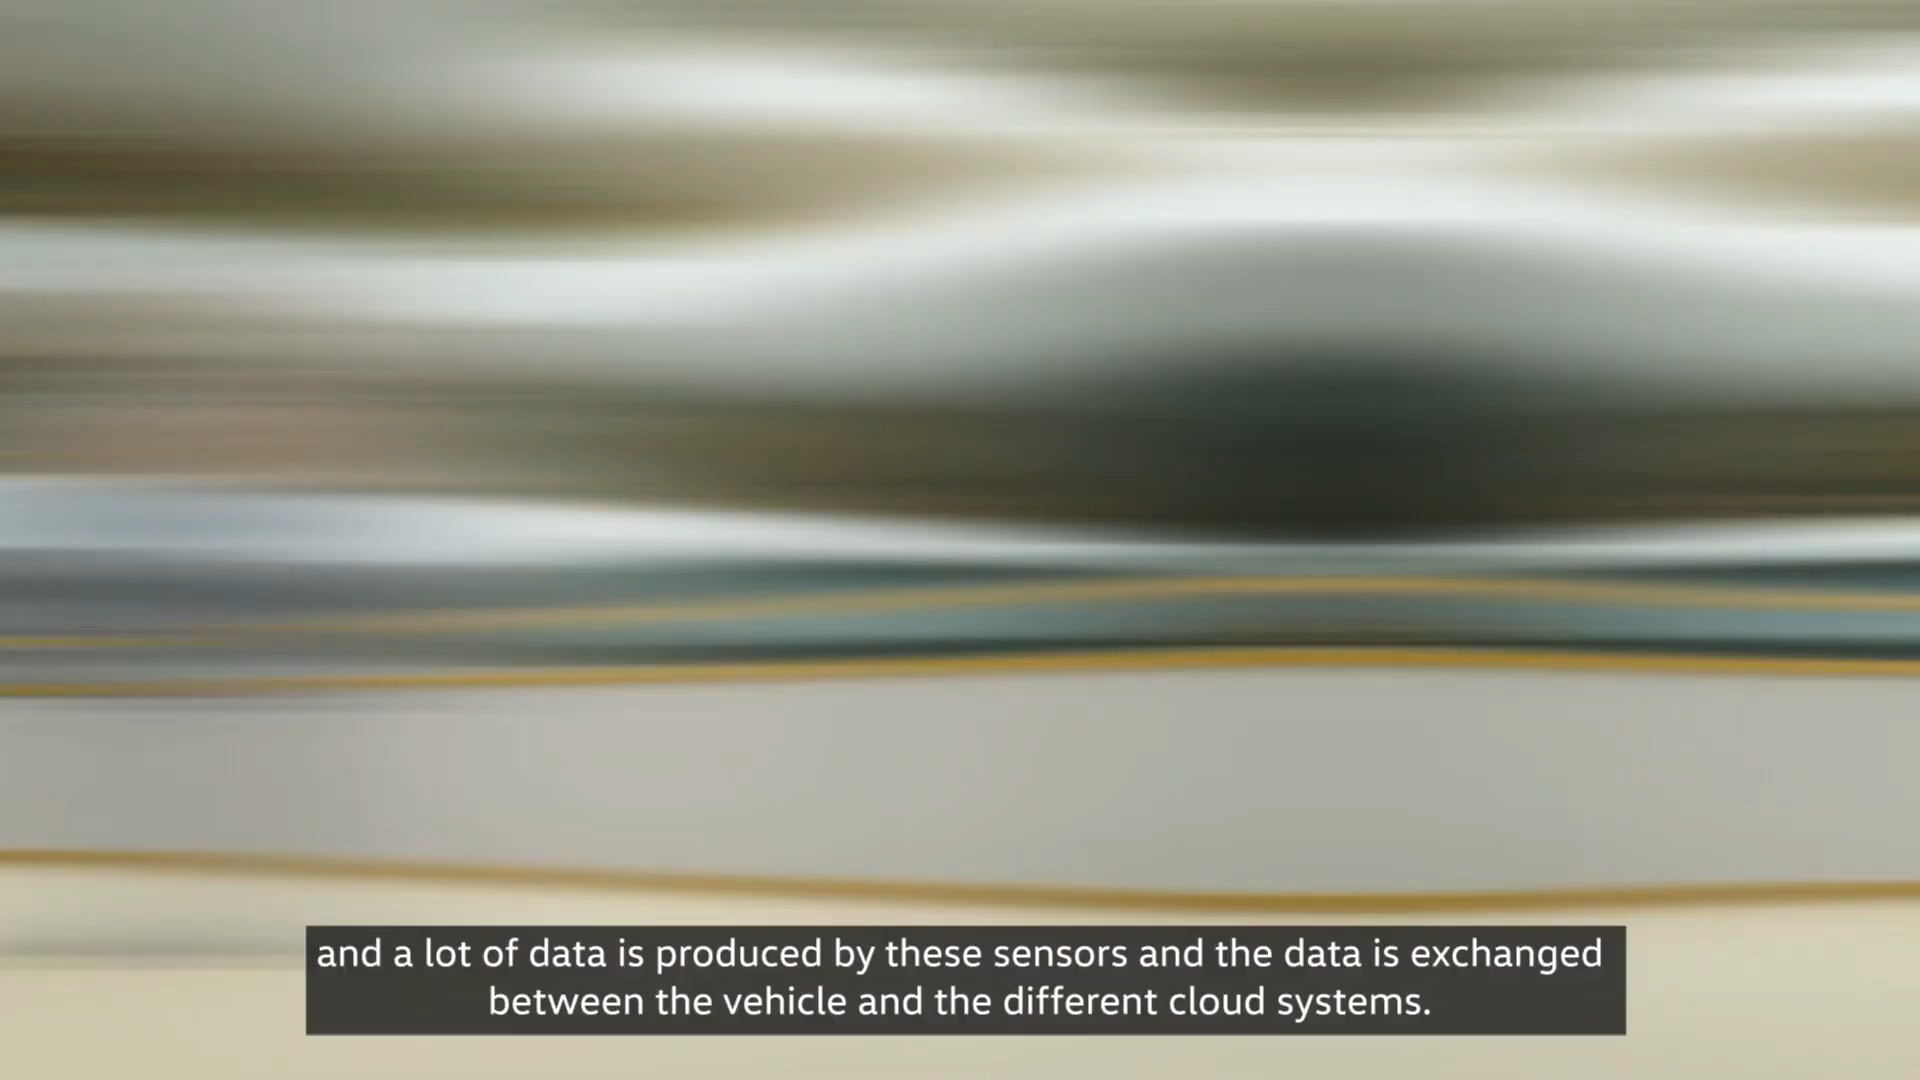 and a lot of data is produced by these sensors and the data is exchanged
between the vehicle and the different cloud systems.